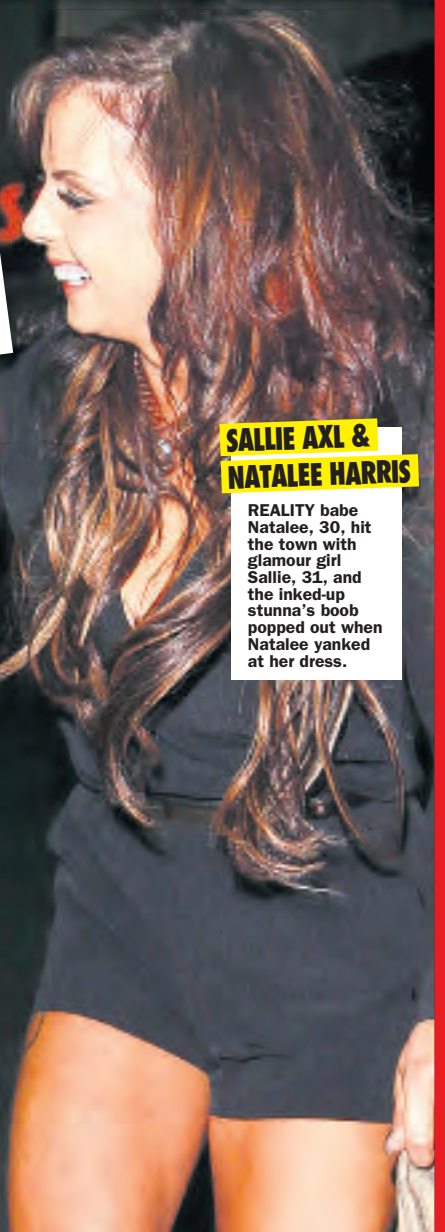 S
SALLIE AXL &
NATALEE HARRIS
REALITY babe
Natalee, 30, hit
the town with
glamour girl
Sallie, 31, and
the inked-up
stunna's boob
popped out when
Natalee yanked
at her dress.